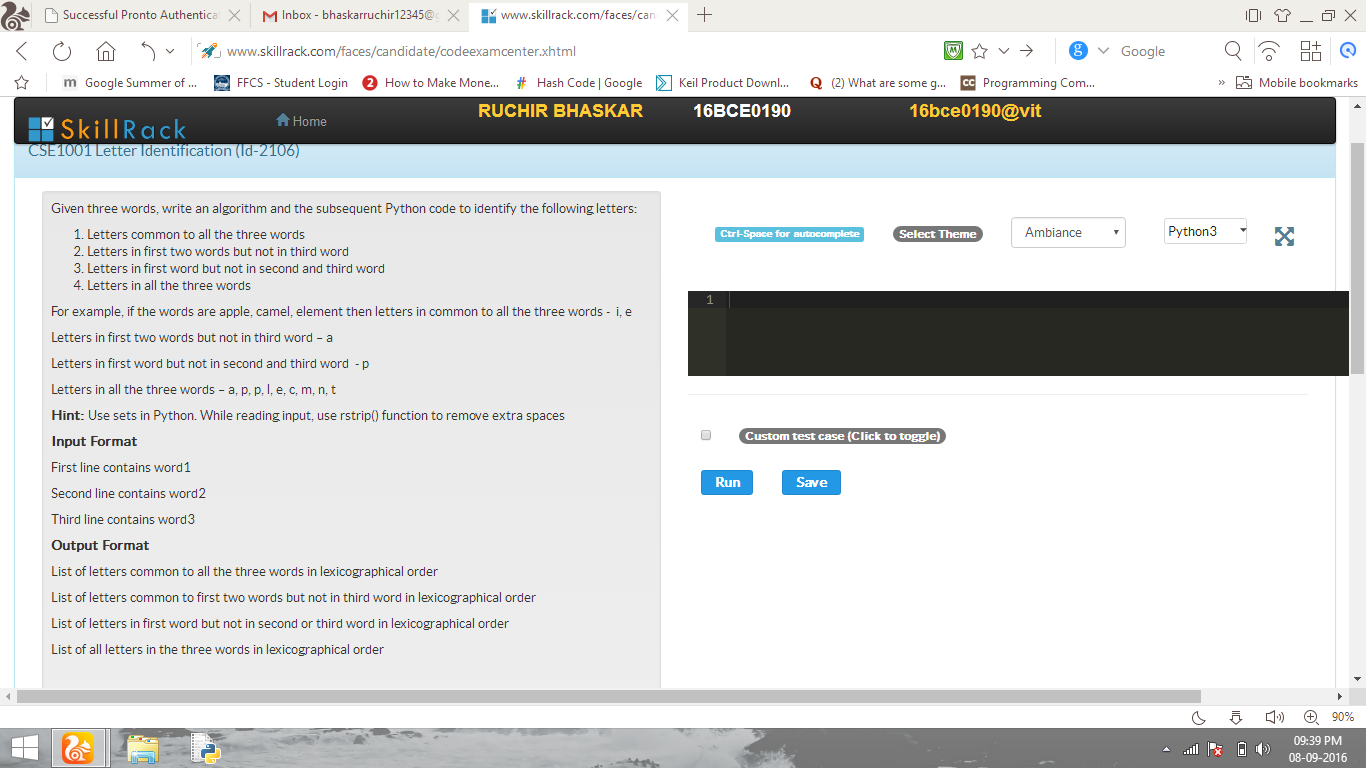 Successful Pronto Authentica
Inbox - bhaskarruchir12345@g
www.skillrack.com/faces/can
www.skillrack.com/faces/candidate/codeexamcenter.xhtml
Google
Google Summer of ...
FFCS - Student Login
How to Make Mone...
Hash Code | Google
Keil Product Downl...
(2) What are some g...
Programming Com...
»
Mobile bookmarks
SkillRack
Home
RUCHIR BHASKAR
16BCE0190
16bce0190@vit
CSE1001 Letter Identification (Id-2106)
Given three words, write an algorithm and the subsequent Python code to identify the following letters:
1. Letters common to all the three words
2. Letters in first two words but not in third word
3. Letters in first word but not in second and third word
4. Letters in all the three words
For example, if the words are apple, camel, element then letters in common to all the three words - i, e
Letters in first two words but not in third word – a
Letters in first word but not in second and third word - p
Letters in all the three words – a, p, p, l, e, c, m, n, t
Hint: Use sets in Python. While reading input, use rstrip() function to remove extra spaces
Input Format
First line contains word1
Second line contains word2
Third line contains word3
Output Format
List of letters common to all the three words in lexicographical order
List of letters common to first two words but not in third word in lexicographical order
List of letters in first word but not in second or third word in lexicographical order
List of all letters in the three words in lexicographical order
Ctrl-Space for autocomplete
Select Theme
Ambiance
Python3
1
Custom test case (Click to toggle)
Run
Save
90%
09:39 PM
08-09-2016